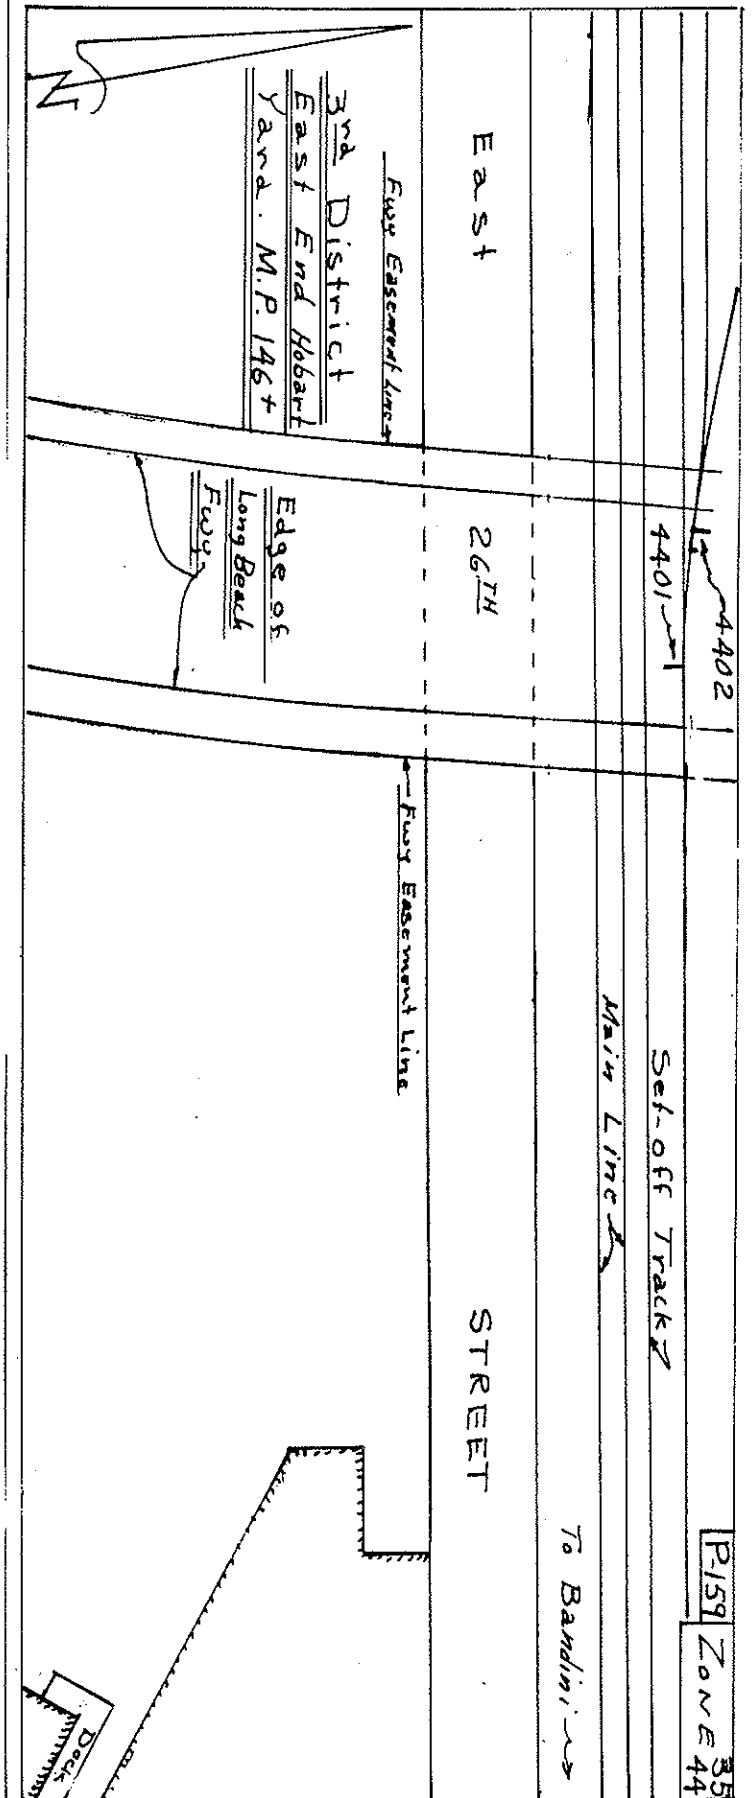 P-159
ZONE
35
44
4402
4401
Set-off Track
Main Line
To Bandini
East
26TH
STREET
Fwy Easement Line
Fwy Easement Line
3rd District
East End Hobart
Yard. M.P. 146+
Edge of
Long Beach
Fwy.
N
Dock